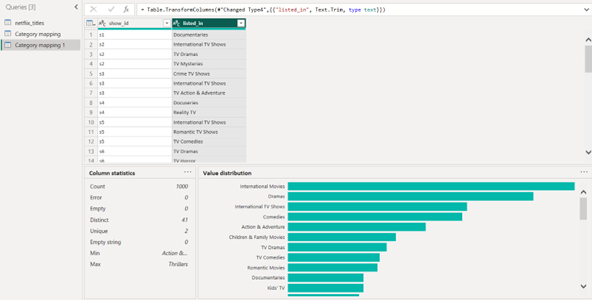 Queries [3]
= Table.TransformColumns(#"Changed Type4",{{"listed_in", Text.Trim, type text}})
netflix_titles
Category mapping
Category mapping 1
show_id listed_in
1 s1 Documentaries
2 s2 International TV Shows
3 s2 TV Dramas
4 s2 TV Mysteries
5 s3 Crime TV Shows
6 s3 International TV Shows
7 s3 TV Action & Adventure
8 s4 Docuseries
9 s4 Reality TV
10 s5 International TV Shows
11 s5 Romantic TV Shows
12 s5 TV Comedies
13 s6 TV Dramas
14 s6 TV Horror
Column statistics
Count 1000
Error 0
Empty 0
Distinct 41
Unique 2
Empty string 0
Min Action &...
Max Thrillers
Value distribution
International Movies
Dramas
International TV Shows
Comedies
Action & Adventure
Children & Family Movies
TV Dramas
TV Comedies
Romantic Movies
Documentaries
Kids' TV